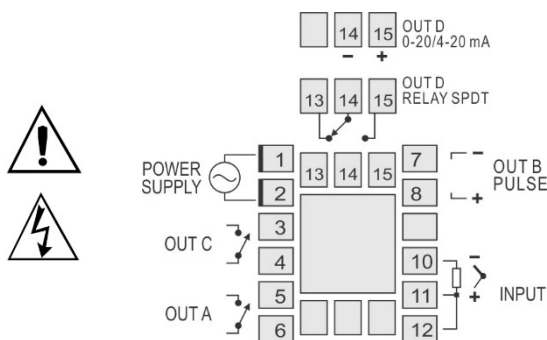 14 15 OUT D
0-20/4-20 mA
− +
13 14 15 OUT D
RELAY SPDT
POWER
SUPPLY
1
2
13 14 15
7 −
8 +
OUT B
PULSE
OUT C
3
4
10 −
11 +
12
INPUT
OUT A
5
6